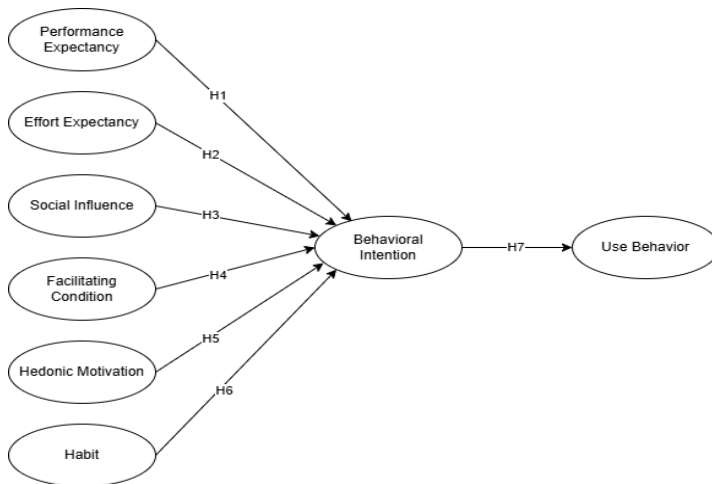 Performance
Expectancy
H1
Effort Expectancy
H2
Social Influence
H3
Behavioral
Intention
H7
Use Behavior
Facilitating
Condition
H4
Hedonic Motivation
H5
Habit
H6